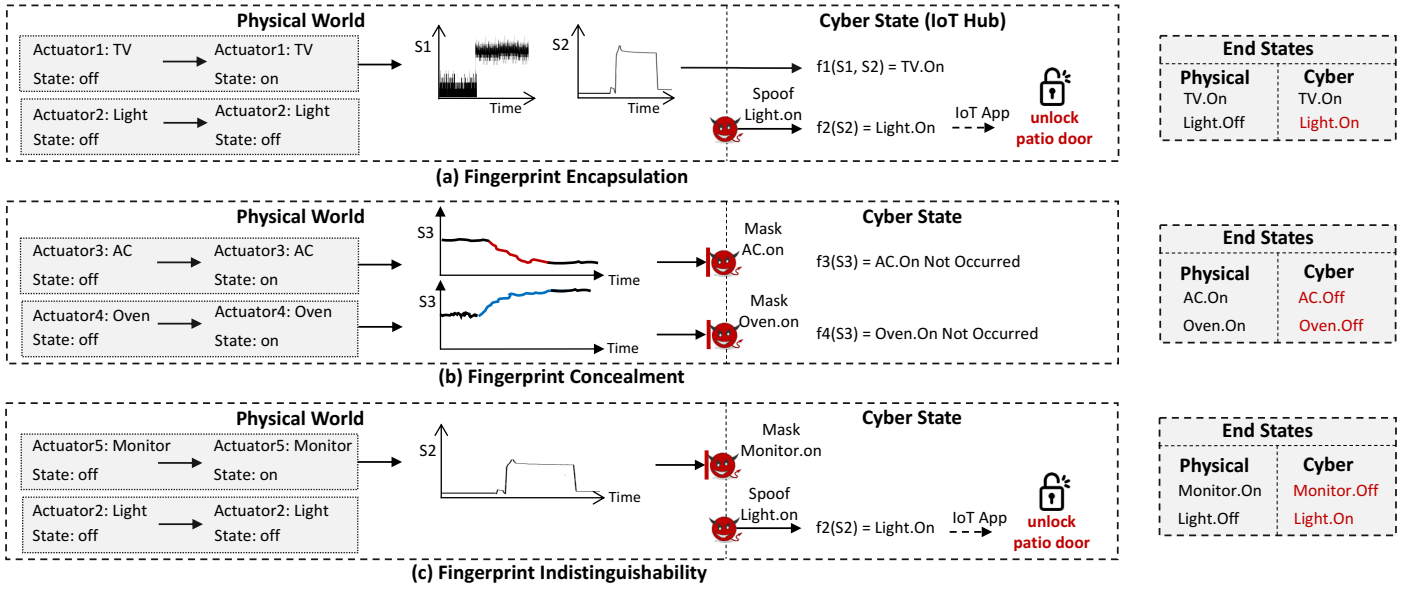 Physical World
Cyber State (IoT Hub)
Actuator1: TV
Actuator1: TV
State: off
State: on
Actuator2: Light
Actuator2: Light
State: off
State: off
S1
Time
S2
Time
f1(S1, S2) = TV.On
Spoof
Light.on
f2(S2) = Light.On
IoT App
unlock
patio door
End States
Physical
Cyber
TV.On
TV.On
Light.Off
Light.On
(a) Fingerprint Encapsulation
Physical World
Cyber State
Actuator3: AC
Actuator3: AC
State: off
State: on
Actuator4: Oven
Actuator4: Oven
State: off
State: on
S3
Time
S3
Time
Mask
AC.on
f3(S3) = AC.On Not Occurred
Mask
Oven.on
f4(S3) = Oven.On Not Occurred
End States
Physical
Cyber
AC.On
AC.Off
Oven.On
Oven.Off
(b) Fingerprint Concealment
Physical World
Cyber State
Actuator5: Monitor
Actuator5: Monitor
State: off
State: on
Actuator2: Light
Actuator2: Light
State: off
State: off
S2
Time
Mask
Monitor.on
Spoof
Light.on
f2(S2) = Light.On
IoT App
unlock
patio door
End States
Physical
Cyber
Monitor.On
Monitor.Off
Light.Off
Light.On
(c) Fingerprint Indistinguishability